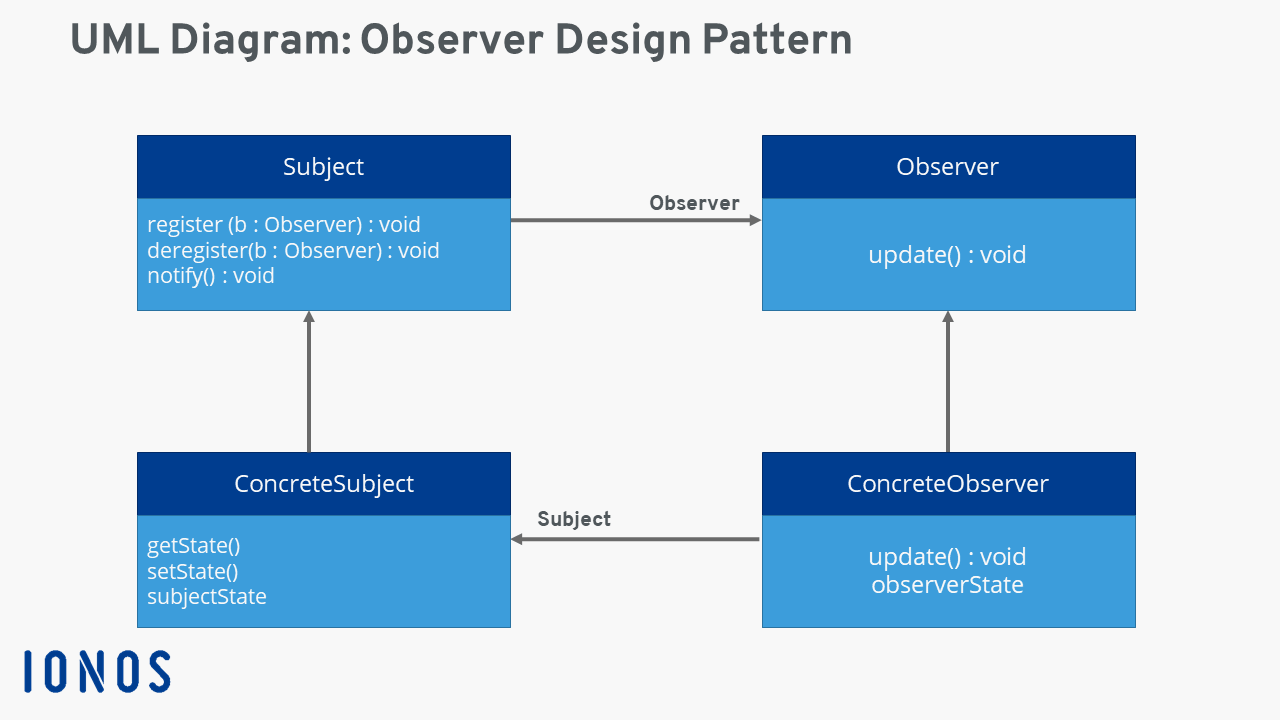 UML Diagram: Observer Design Pattern
Subject
register (b : Observer) : void
deregister(b : Observer) : void
notify() : void
Observer
Observer
update() : void
ConcreteSubject
getState()
setState()
subjectState
Subject
ConcreteObserver
update() : void
observerState
IONOS